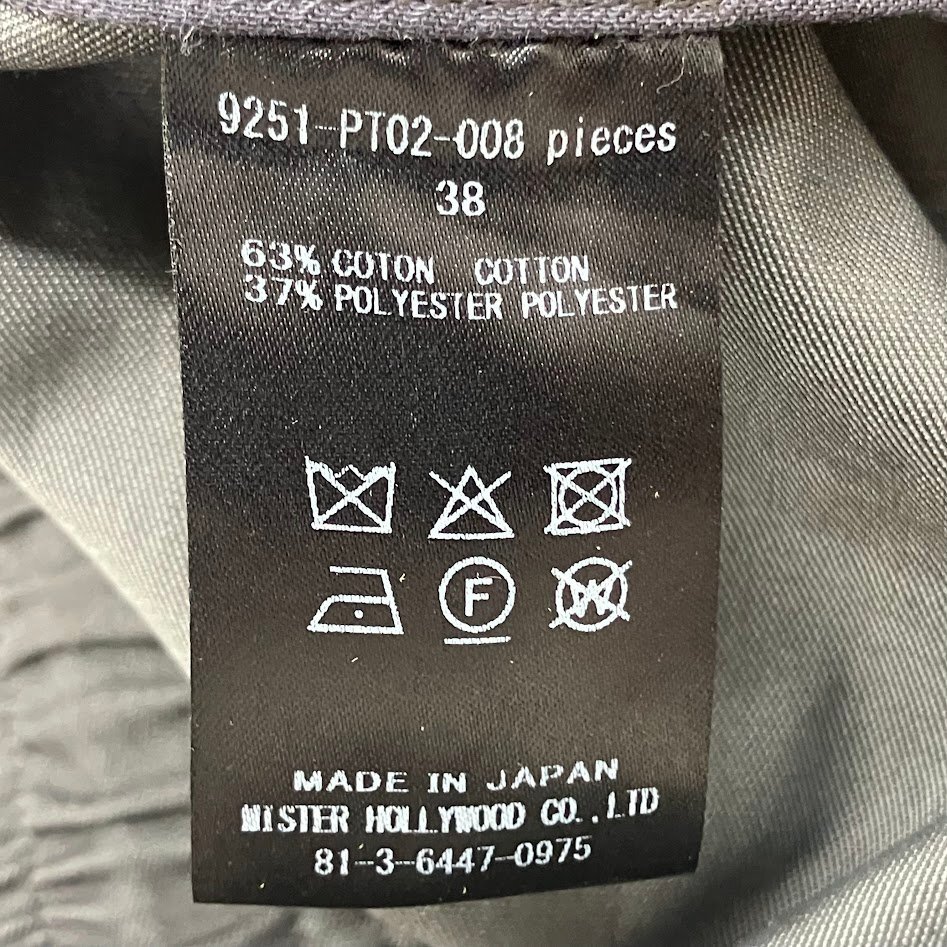 9251-PT02-008 pieces
38
63% COTON COTTON
37% POLYESTER POLYESTER
F
W
MADE IN JAPAN
MISTER HOLLYWOOD CO.,LTD
81-3-6447-0975